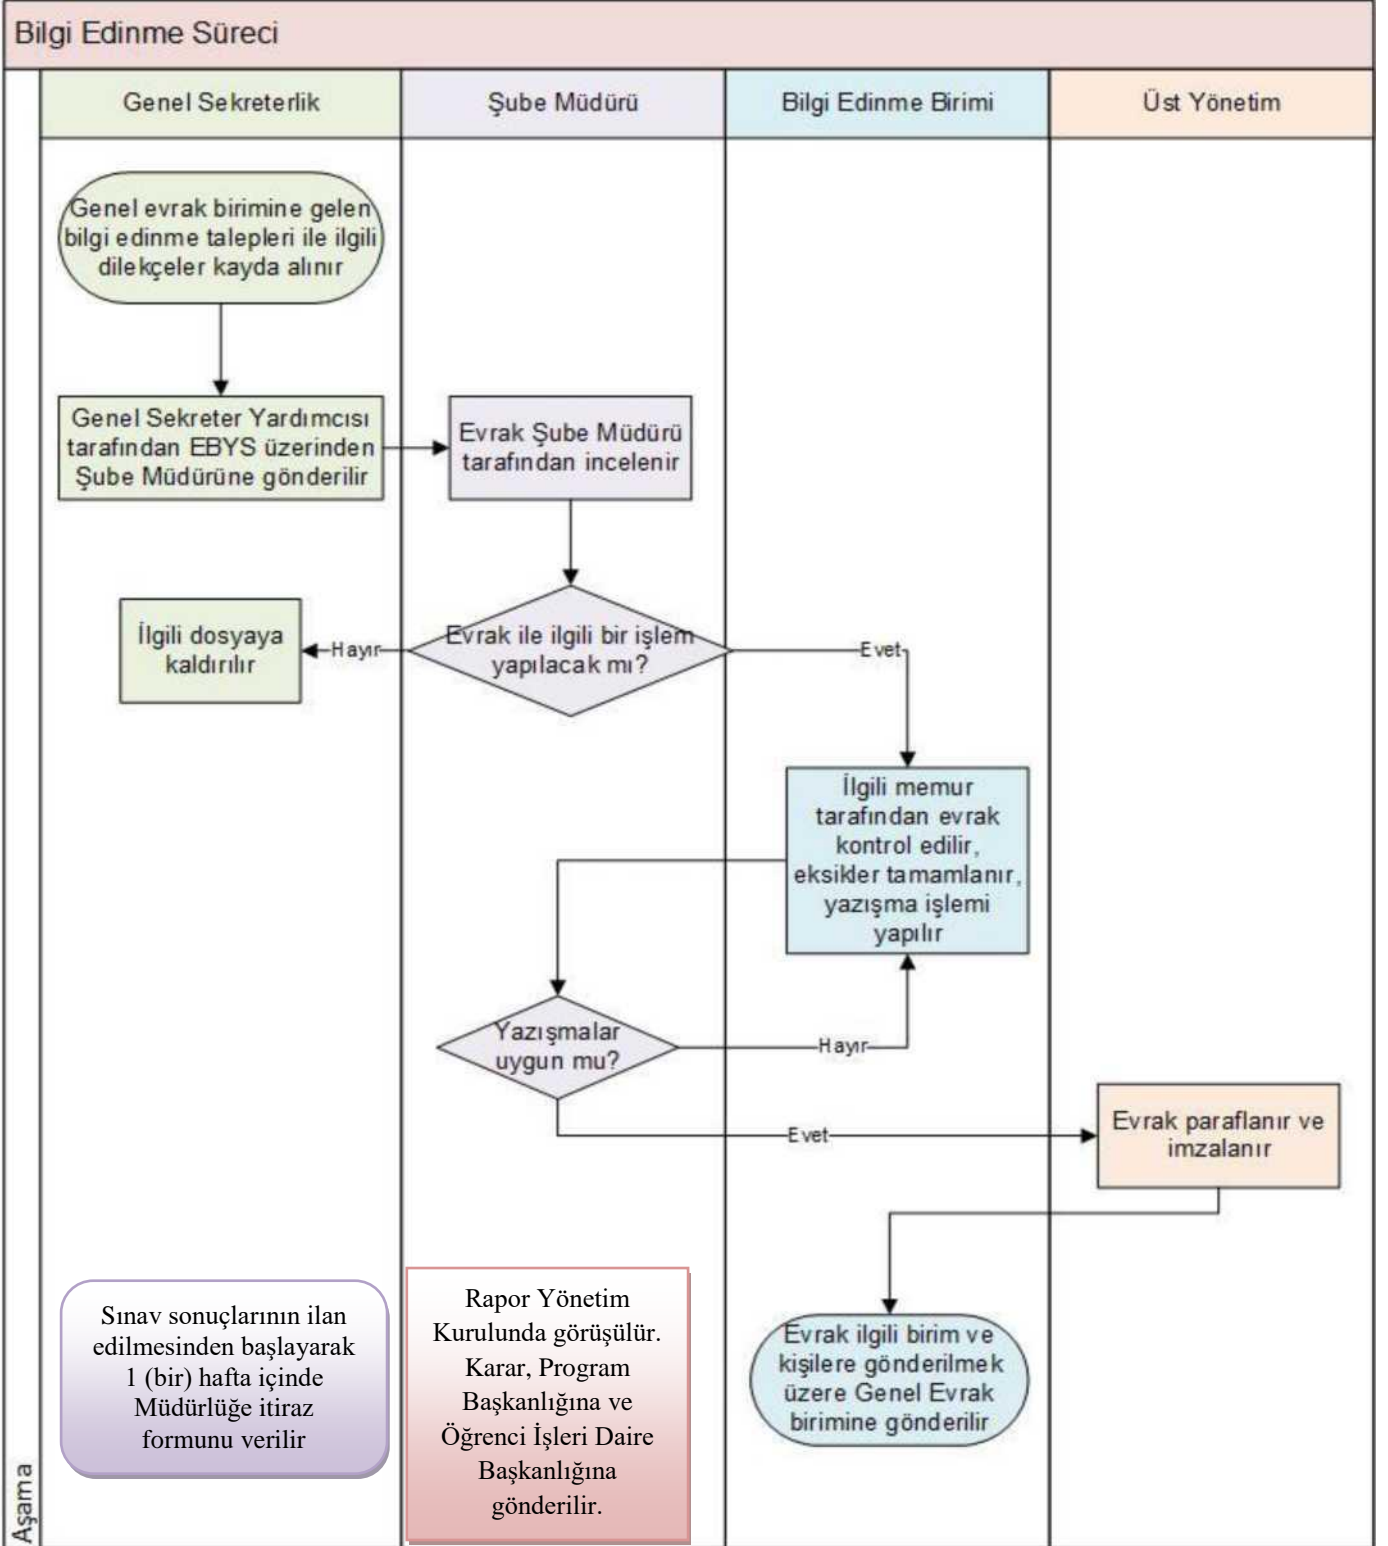 Bilgi Edinme Süreci
Genel Sekreterlik
Şube Müdürü
Bilgi Edinme Birimi
Üst Yönetim
Genel evrak birimine gelen
bilgi edinme talepleri ile ilgili
dilekçeler kayda alınır
Genel Sekreter Yardımcısı
tarafından EBYS üzerinden
Şube Müdürüne gönderilir
Evrak Şube Müdürü
tarafından incelenir
İlgili dosyaya
kaldırılır
Hayır
Evrak ile ilgili bir işlem
yapılacak mı?
Evet
İlgili memur
tarafından evrak
kontrol edilir,
eksikler tamamlanır,
yazışma işlemi
yapılır
Yazışmalar
uygun mu?
Hayır
Evet
Evrak paraflanır ve
imzalanır
Sınav sonuçlarının ilan
edilmesinden başlayarak
1 (bir) hafta içinde
Müdürlüğe itiraz
formunu verilir
Rapor Yönetim
Kurulunda görüşülür.
Karar, Program
Başkanlığına ve
Öğrenci İşleri Daire
Başkanlığına
gönderilir.
Evrak ilgili birim ve
kişilere gönderilmek
üzere Genel Evrak
birimine gönderilir
Aşama